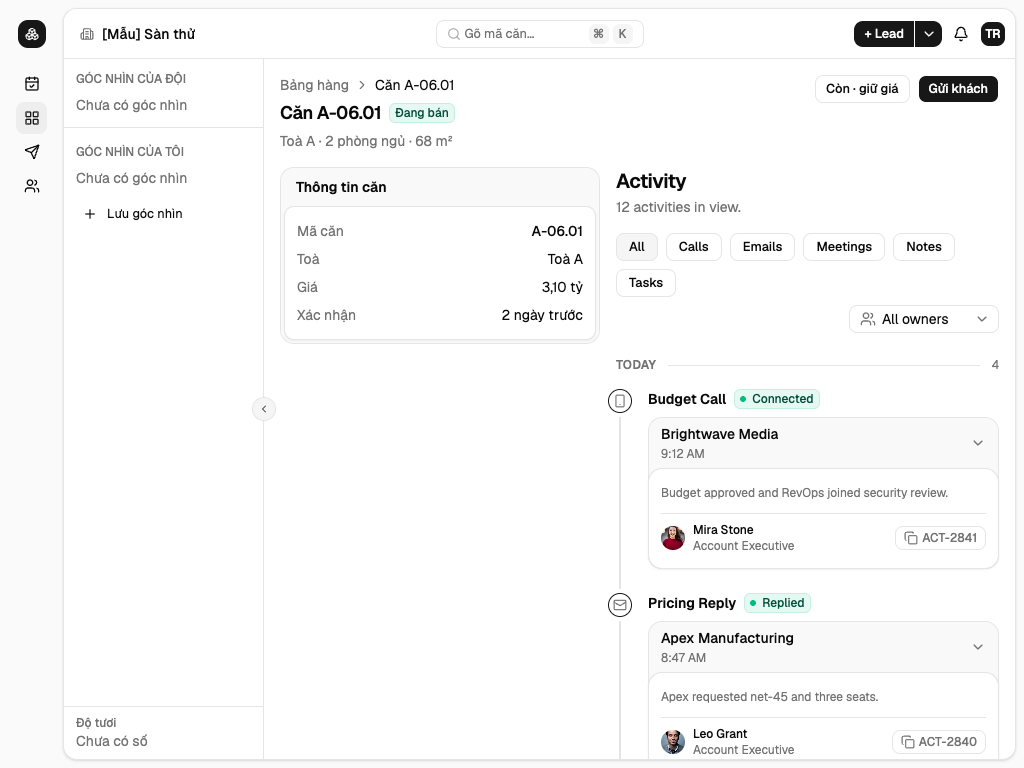 [Mẫu] Sàn thử
Gõ mã căn...
⌘ K
+ Lead
TR
GÓC NHÌN CỦA ĐỘI
Chưa có góc nhìn
GÓC NHÌN CỦA TÔI
Chưa có góc nhìn
+ Lưu góc nhìn
Độ tươi
Chưa có số
Bảng hàng > Căn A-06.01
Căn A-06.01 Đang bán
Toà A · 2 phòng ngủ · 68 m²
Còn · giữ giá
Gửi khách
Thông tin căn
Mã căn A-06.01
Toà Toà A
Giá 3,10 tỷ
Xác nhận 2 ngày trước
Activity
12 activities in view.
All Calls Emails Meetings Notes
Tasks
All owners
TODAY 4
Budget Call Connected
Brightwave Media
9:12 AM
Budget approved and RevOps joined security review.
Mira Stone
Account Executive
ACT-2841
Pricing Reply Replied
Apex Manufacturing
8:47 AM
Apex requested net-45 and three seats.
Leo Grant
Account Executive
ACT-2840